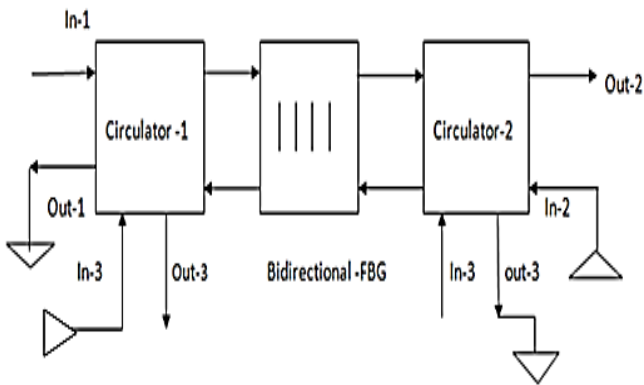 In-1
Circulator -1
Circulator-2
Out-2
Out-1
In-2
In-3
Out-3
Bidirectional -FBG
In-3
out-3